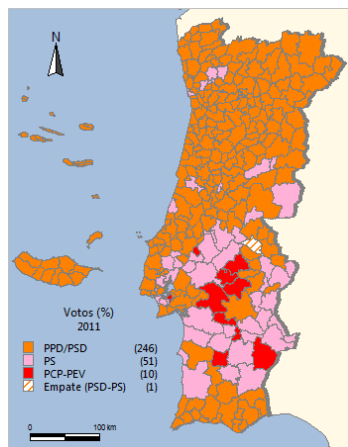 N
Votos (%)
2011
PPD/PSD (246)
PS (51)
PCP-PEV (10)
Empate (PSD-PS) (1)
0 100 km